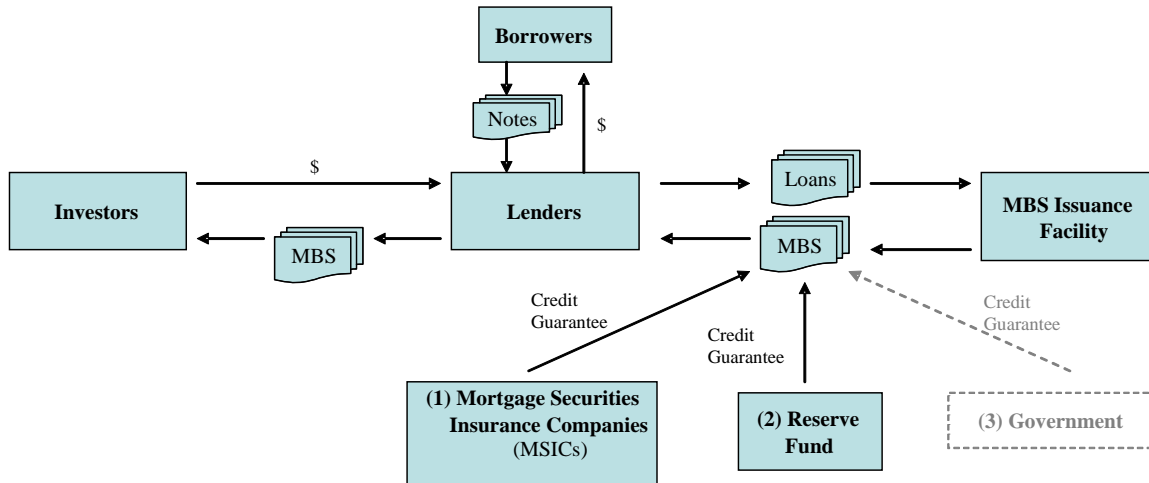 Borrowers
Notes
$
$
Investors
Lenders
Loans
MBS Issuance
Facility
MBS
MBS
Credit
Guarantee
Credit
Guarantee
Credit
Guarantee
(1) Mortgage Securities
Insurance Companies
(MSICs)
(2) Reserve
Fund
(3) Government